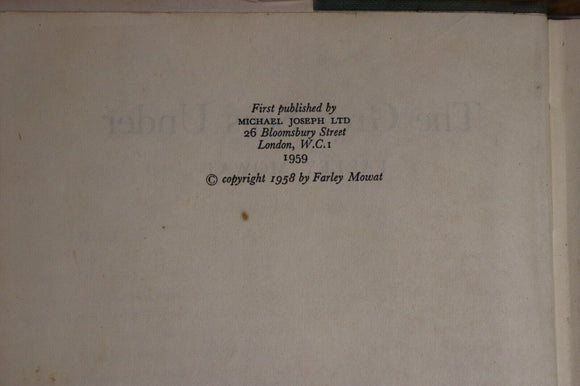 First published by
MICHAEL JOSEPH LTD
26 Bloomsbury Street
London, W.C.1
1959
© copyright 1958 by Farley Mowat